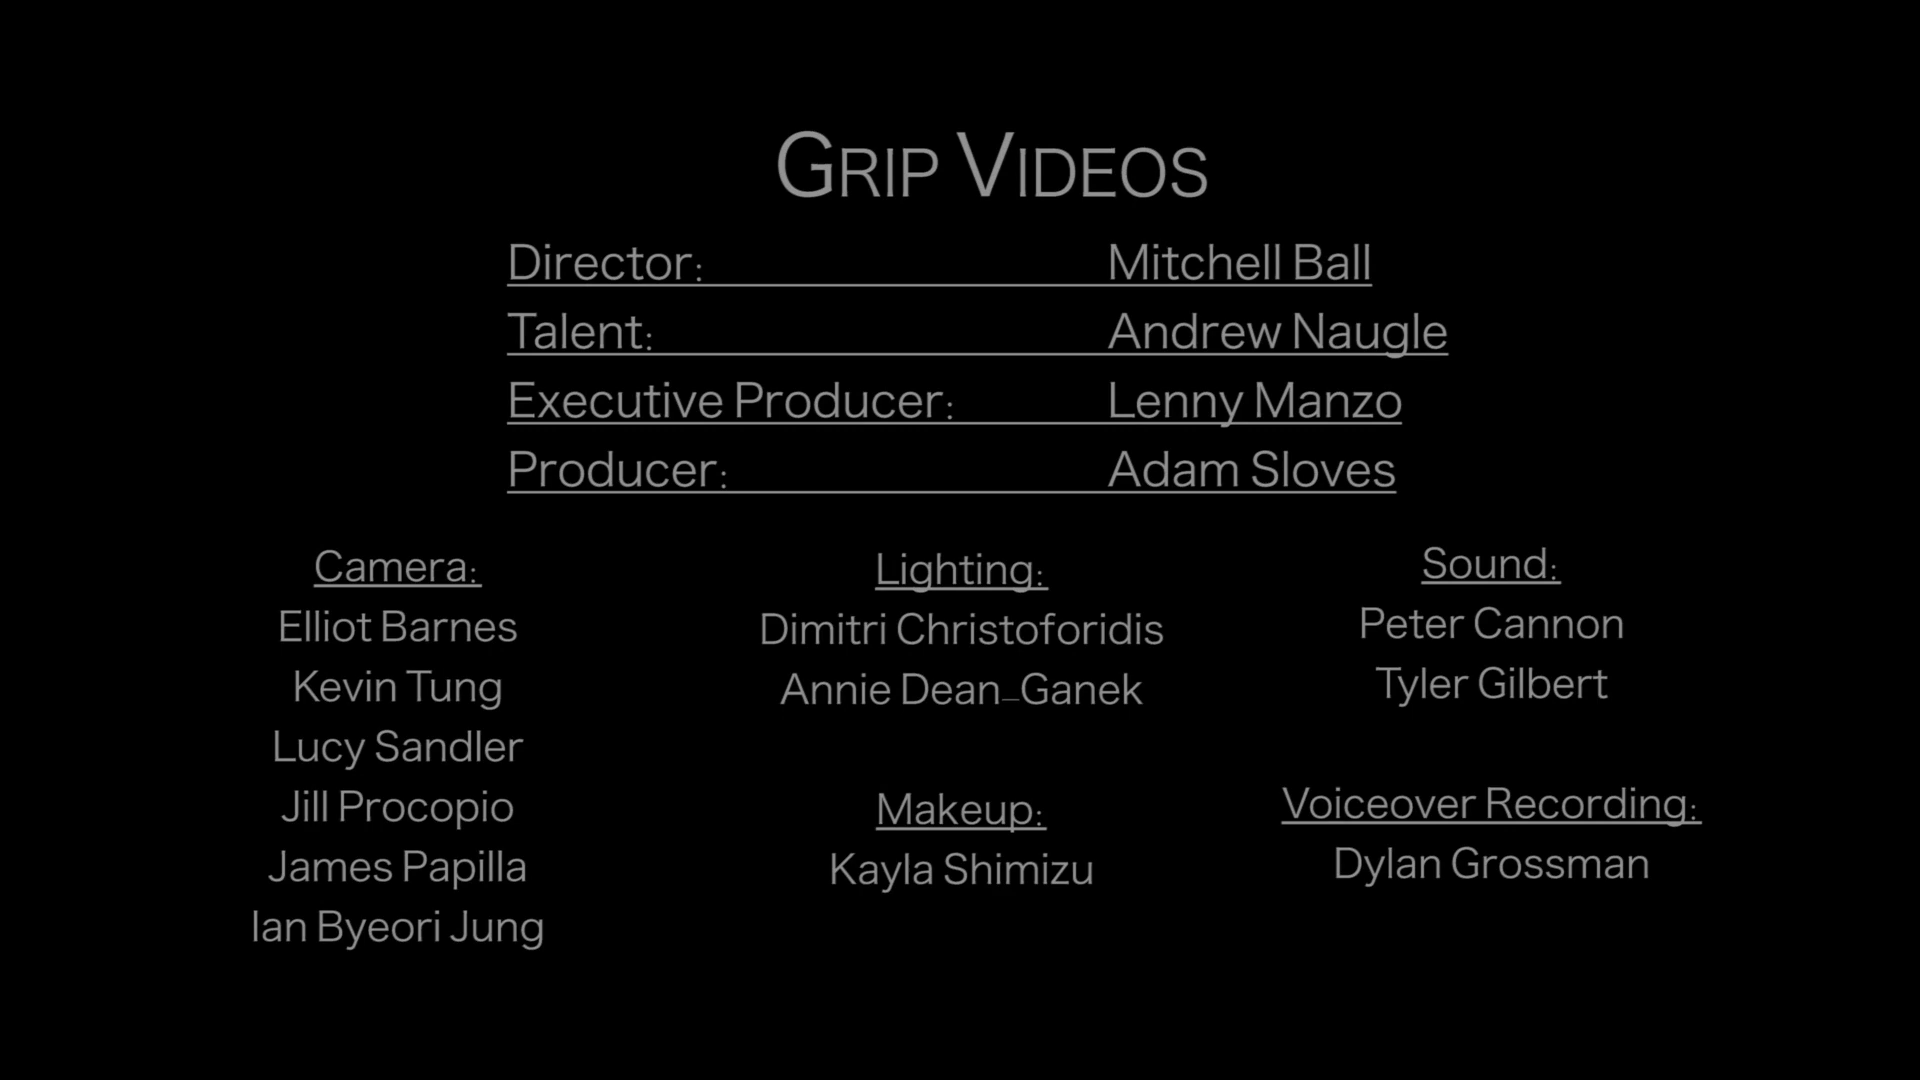 GRIP VIDEOS
Director: Mitchell Ball
Talent: Andrew Naugle
Executive Producer: Lenny Manzo
Producer: Adam Sloves
Camera:
Elliot Barnes
Kevin Tung
Lucy Sandler
Jill Procopio
James Papilla
Ian Byeori Jung
Lighting:
Dimitri Christoforidis
Annie Dean-Ganek
Makeup:
Kayla Shimizu
Sound:
Peter Cannon
Tyler Gilbert
Voiceover Recording:
Dylan Grossman